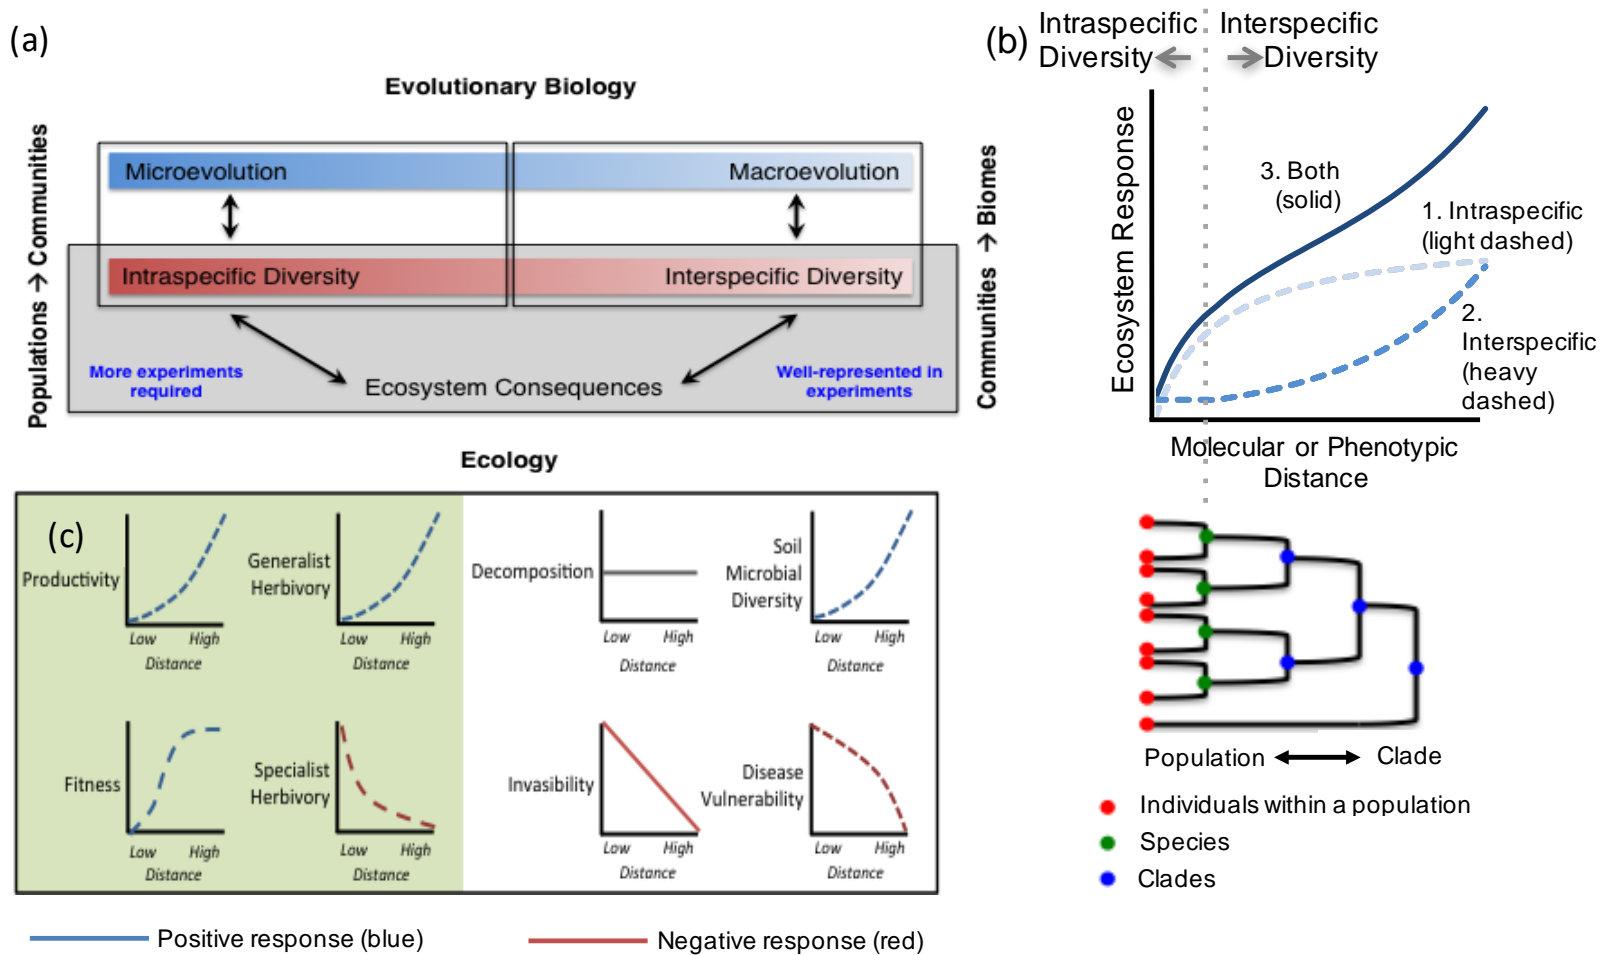 (a)
Evolutionary Biology
Populations → Communities
Microevolution
Macroevolution
Intraspecific Diversity
Interspecific Diversity
More experiments
required
Ecosystem Consequences
Well-represented in
experiments
Communities → Biomes
Ecology
(b)
Intraspecific
Diversity
Interspecific
Diversity
Ecosystem Response
3. Both
(solid)
1. Intraspecific
(light dashed)
2.
Interspecific
(heavy
dashed)
Molecular or Phenotypic
Distance
Population
Clade
Individuals within a population
Species
Clades
(c)
Productivity
Low High
Distance
Generalist
Herbivory
Low High
Distance
Decomposition
Low High
Distance
Soil
Microbial
Diversity
Low High
Distance
Fitness
Low High
Distance
Specialist
Herbivory
Low High
Distance
Invasibility
Low High
Distance
Disease
Vulnerability
Low High
Distance
Positive response (blue)
Negative response (red)